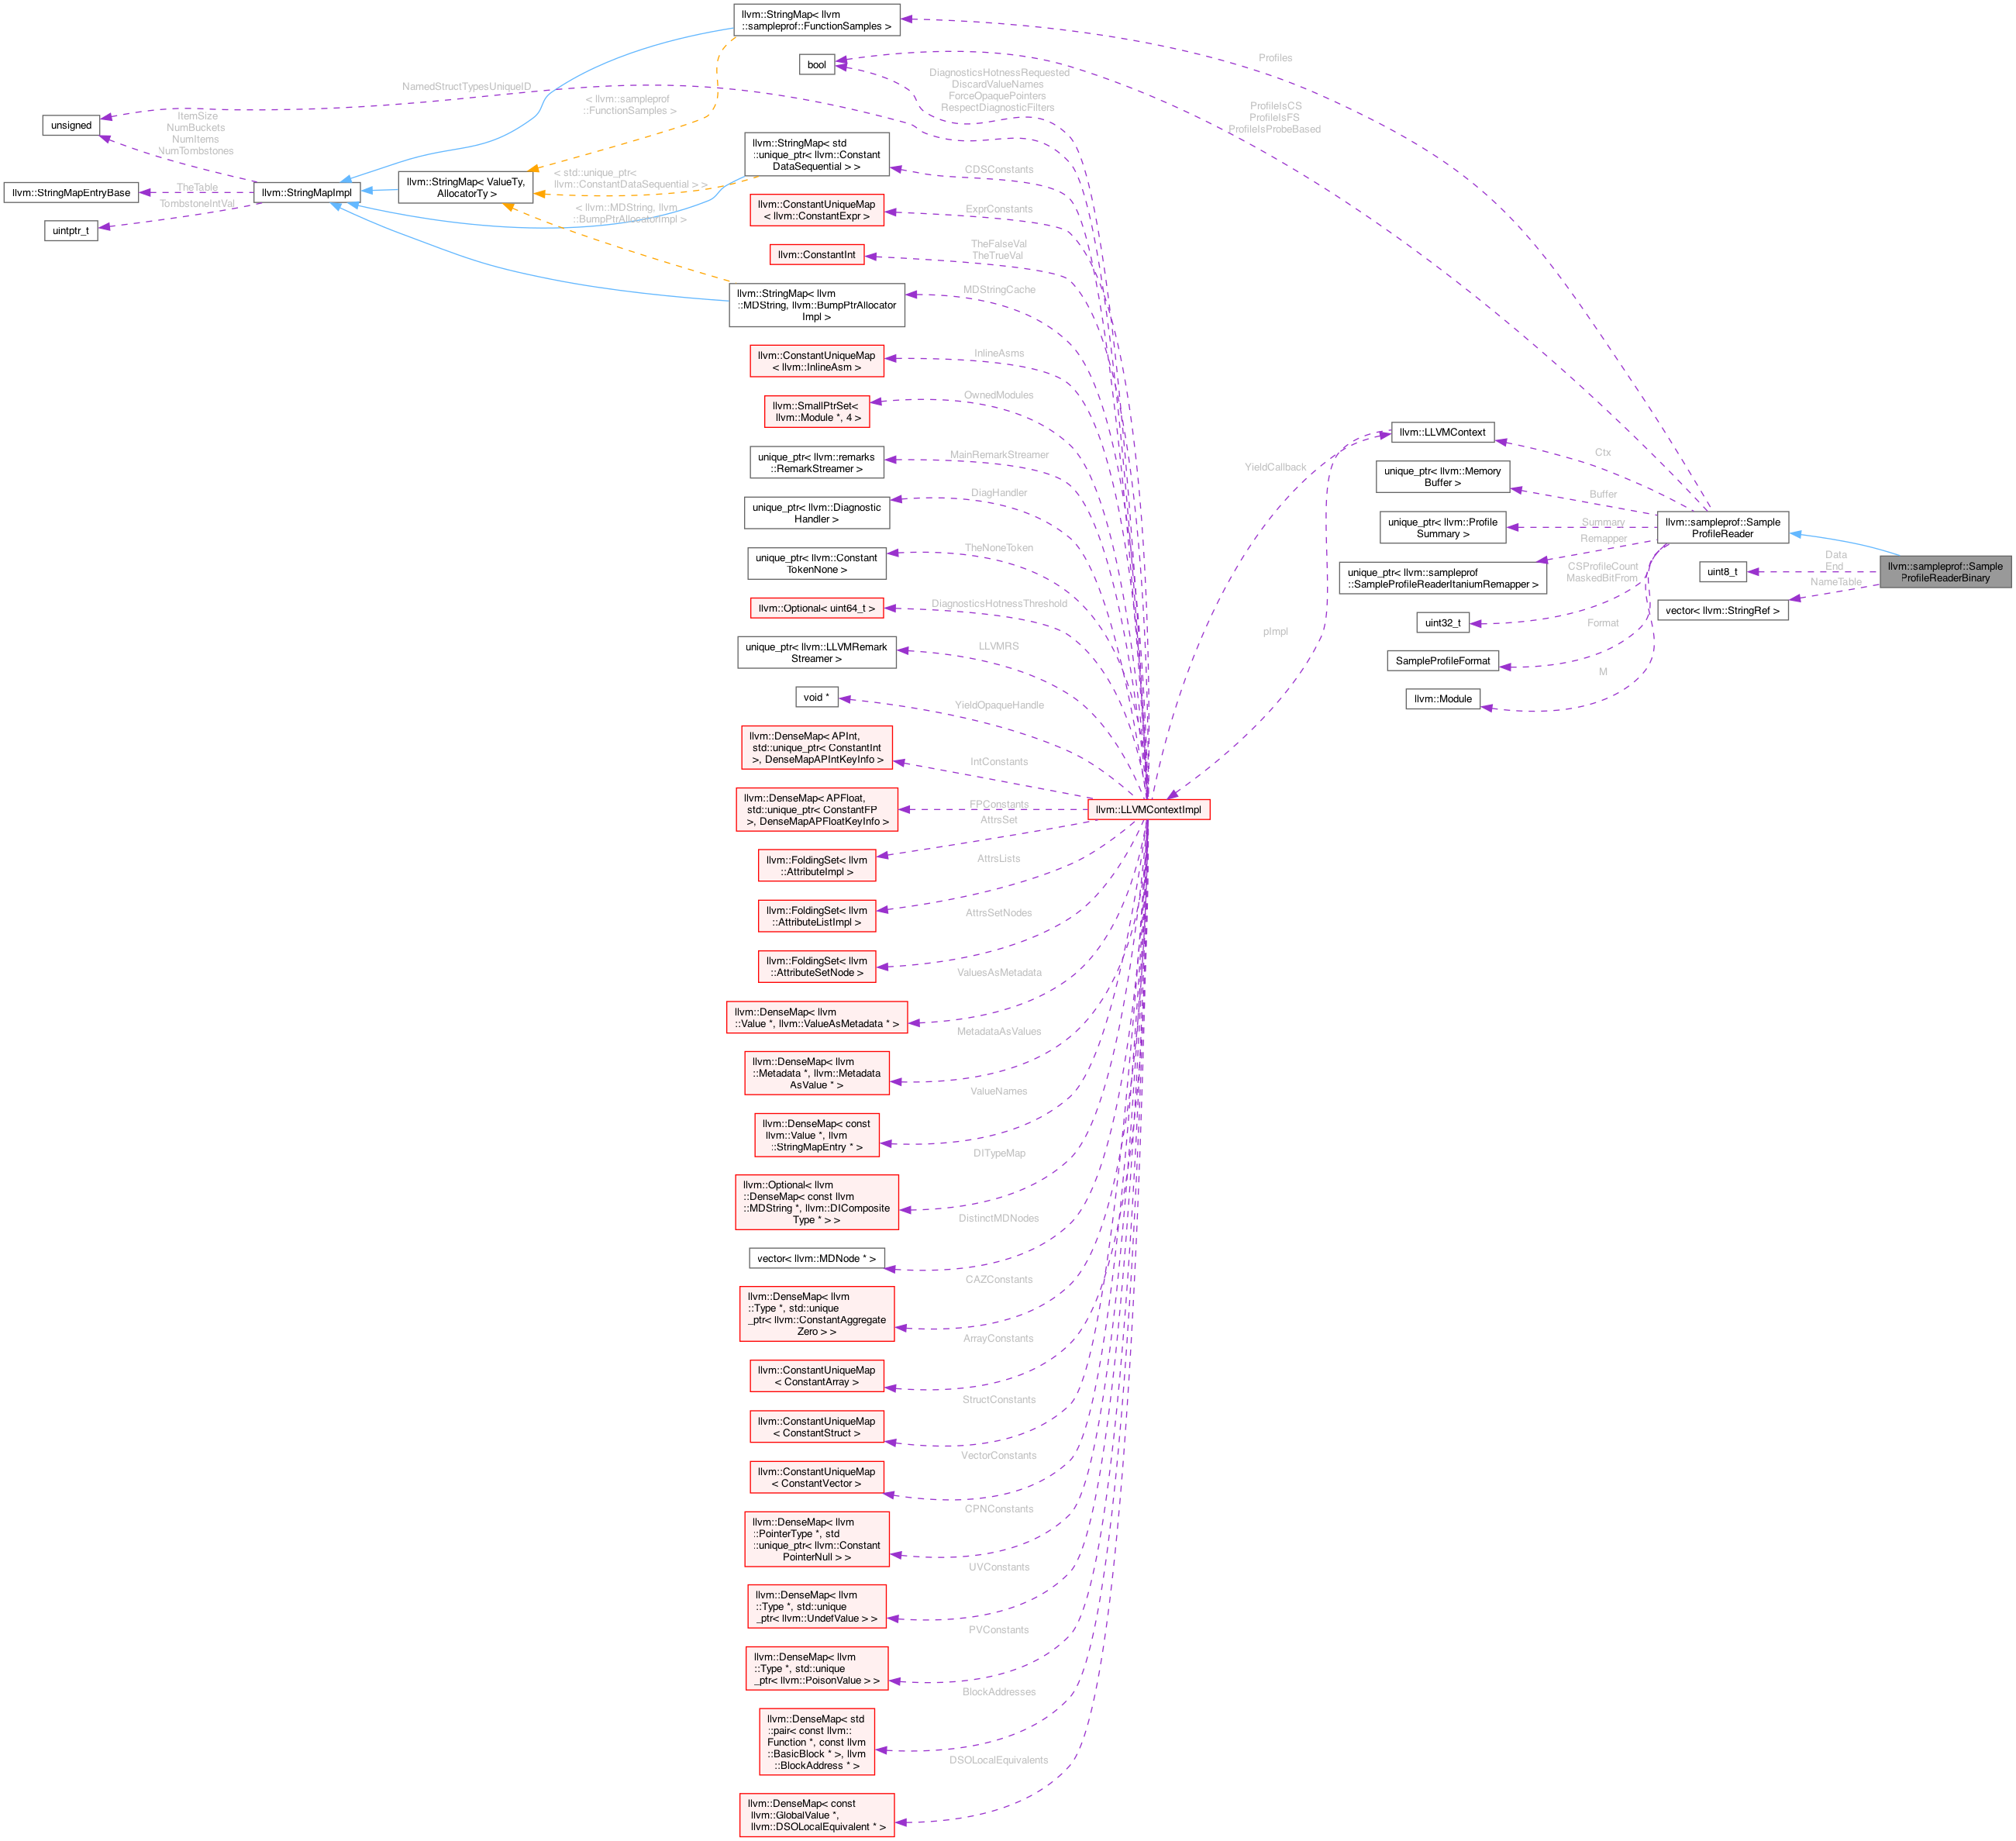 llvm::StringMap< llvm
::sampleprof::FunctionSamples >
bool
unsigned
llvm::StringMapEntryBase
uintptr_t
llvm::StringMapImpl
llvm::StringMap< ValueTy,
AllocatorTy >
llvm::StringMap< std
::unique_ptr< llvm::Constant
DataSequential > >
llvm::ConstantUniqueMap
< llvm::ConstantExpr >
llvm::ConstantInt
llvm::StringMap< llvm
::MDString, llvm::BumpPtrAllocator
Impl >
llvm::ConstantUniqueMap
< llvm::InlineAsm >
llvm::SmallPtrSet<
llvm::Module *, 4 >
unique_ptr< llvm::remarks
::RemarkStreamer >
unique_ptr< llvm::Diagnostic
Handler >
unique_ptr< llvm::Constant
TokenNone >
llvm::Optional< uint64_t >
unique_ptr< llvm::LLVMRemark
Streamer >
void *
llvm::DenseMap< APInt,
std::unique_ptr< ConstantInt
>, DenseMapAPIntKeyInfo >
llvm::DenseMap< APFloat,
std::unique_ptr< ConstantFP
>, DenseMapAPFloatKeyInfo >
llvm::FoldingSet< llvm
::AttributeImpl >
llvm::FoldingSet< llvm
::AttributeListImpl >
llvm::FoldingSet< llvm
::AttributeSetNode >
llvm::DenseMap< llvm
::Value *, llvm::ValueAsMetadata * >
llvm::DenseMap< llvm
::Metadata *, llvm::Metadata
AsValue * >
llvm::DenseMap< const
llvm::Value *, llvm
::StringMapEntry * >
llvm::Optional< llvm
::DenseMap< const llvm
::MDString *, llvm::DIComposite
Type * > >
vector< llvm::MDNode * >
llvm::DenseMap< llvm
::Type *, std::unique
_ptr< llvm::ConstantAggregate
Zero > >
llvm::ConstantUniqueMap
< ConstantArray >
llvm::ConstantUniqueMap
< ConstantStruct >
llvm::ConstantUniqueMap
< ConstantVector >
llvm::DenseMap< llvm
::PointerType *, std
::unique_ptr< llvm::Constant
PointerNull > >
llvm::DenseMap< llvm
::Type *, std::unique
_ptr< llvm::UndefValue > >
llvm::DenseMap< llvm
::Type *, std::unique
_ptr< llvm::PoisonValue > >
llvm::DenseMap< std
::pair< const llvm::
Function *, const llvm
::BasicBlock * >, llvm
::BlockAddress * >
llvm::DenseMap< const
llvm::GlobalValue *,
llvm::DSOLocalEquivalent * >
NamedStructTypesUniqueID
ItemSize
NumBuckets
NumItems
NumTombstones
TheTable
TombstoneIntVal
< llvm::sampleprof
::FunctionSamples >
< std::unique_ptr<
llvm::ConstantDataSequential > >
< llvm::MDString, llvm
::BumpPtrAllocatorImpl >
DiagnosticsHotnessRequested
DiscardValueNames
ForceOpaquePointers
RespectDiagnosticFilters
CDSConstants
ExprConstants
TheFalseVal
TheTrueVal
MDStringCache
InlineAsms
OwnedModules
MainRemarkStreamer
DiagHandler
TheNoneToken
DiagnosticsHotnessThreshold
LLVMRS
YieldOpaqueHandle
IntConstants
FPConstants
AttrsSet
AttrsLists
AttrsSetNodes
ValuesAsMetadata
MetadataAsValues
ValueNames
DITypeMap
DistinctMDNodes
CAZConstants
ArrayConstants
StructConstants
VectorConstants
CPNConstants
UVConstants
PVConstants
BlockAddresses
DSOLocalEquivalents
llvm::LLVMContextImpl
YieldCallback
pImpl
Profiles
ProfileIsCS
ProfileIsFS
ProfileIsProbeBased
llvm::LLVMContext
unique_ptr< llvm::Memory
Buffer >
unique_ptr< llvm::Profile
Summary >
unique_ptr< llvm::sampleprof
::SampleProfileReaderItaniumRemapper >
uint32_t
SampleProfileFormat
llvm::Module
Ctx
Buffer
Summary
Remapper
CSProfileCount
MaskedBitFrom
Format
M
llvm::sampleprof::Sample
ProfileReader
uint8_t
vector< llvm::StringRef >
Data
End
NameTable
llvm::sampleprof::Sample
ProfileReaderBinary